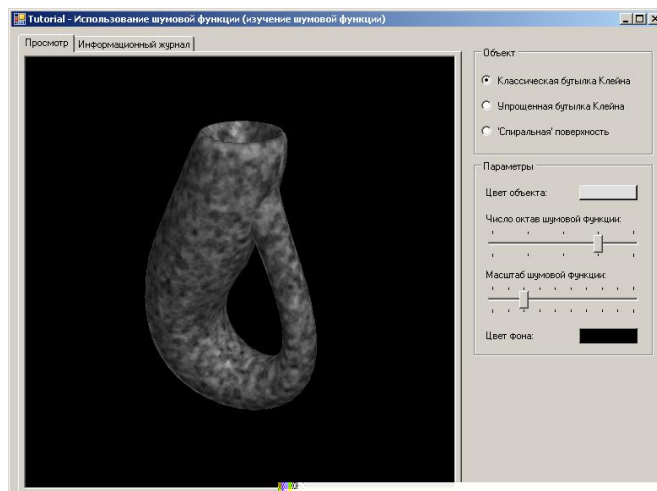 Tutorial - Использование шумовой функции (изучение шумовой функции)
Просмотр
Информационный журнал
Объект
Классическая бутылка Клейна
Упрощенная бутылка Клейна
'Спиральная' поверхность
Параметры
Цвет объекта:
Число октав шумовой функции:
Масштаб шумовой функции:
Цвет фона: